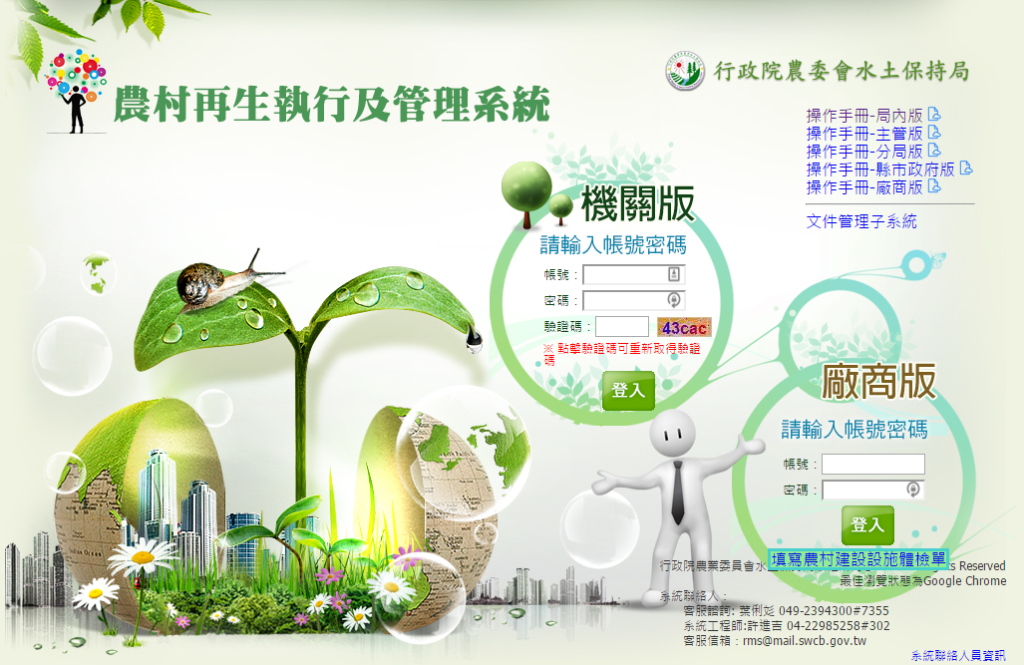 農村再生執行及管理系統
行政院農委會水土保持局
操作手冊-局內版
操作手冊-主管版
操作手冊-分局版
操作手冊-縣市政府版
操作手冊-廠商版
文件管理子系統
機關版
請輸入帳號密碼
帳號：
密碼：
驗證碼：
43cac
※ 點擊驗證碼可重新取得驗證
碼
登入
廠商版
請輸入帳號密碼
帳號：
密碼：
登入
填寫農村建設設施體檢單
行政院農業委員會水 s Reserved
最佳瀏覽狀態為Google Chrome
系統聯絡人：
客服諮詢: 葉俐彣 049-2394300#7355
系統工程師:許進吉 04-22985258#302
客服信箱：rms@mail.swcb.gov.tw
系統聯絡人員資訊